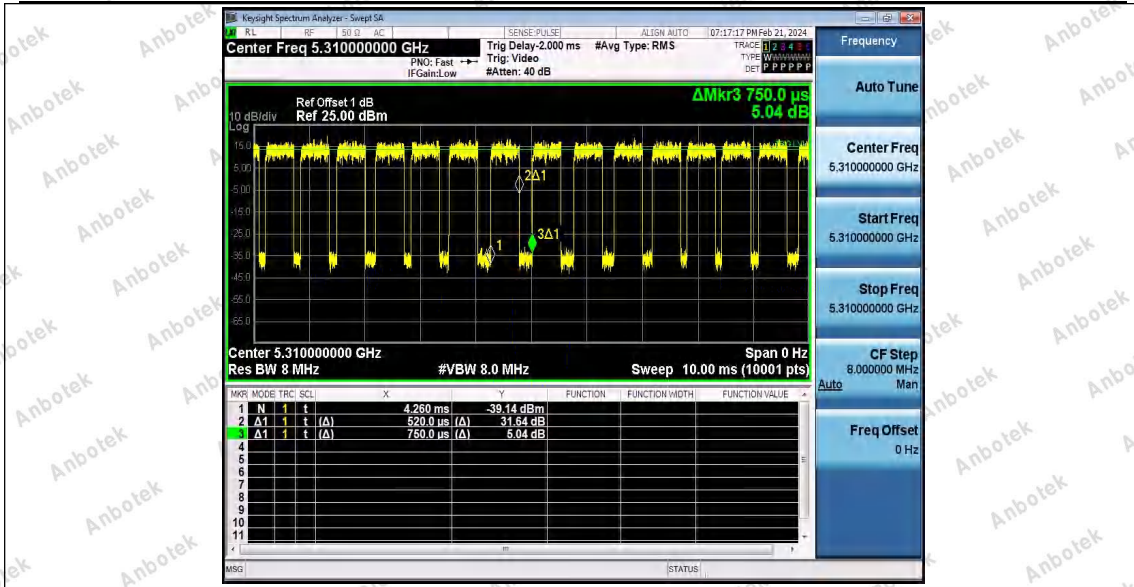 Keysight Spectrum Analyzer - Swept SA
RL RF 50 Ω AC SENSE:PULSE ALIGN AUTO 07:17:17 PM Feb 21, 2024
Center Freq 5.310000000 GHz
PNO: Fast
IFGain:Low
Trig Delay-2.000 ms
Trig: Video
#Atten: 40 dB
#Avg Type: RMS
TRACE 1 2 3 4 5 6
TYPE W
DET P P P P P P
ΔMkr3 750.0 µs
5.04 dB
Ref Offset 1 dB
10 dB/div Ref 25.00 dBm
Log
15.0
5.00
-5.00
-15.0
-25.0
-35.0
-45.0
-55.0
-65.0
2Δ1
3Δ1
1
Center 5.310000000 GHz Span 0 Hz
Res BW 8 MHz #VBW 8.0 MHz Sweep 10.00 ms (10001 pts)
MKR MODE TRC SCL X Y FUNCTION FUNCTION WIDTH FUNCTION VALUE
1 N 1 t 4.260 ms -39.14 dBm
2 Δ1 1 t (Δ) 520.0 µs (Δ) 31.64 dB
3 Δ1 1 t (Δ) 750.0 µs (Δ) 5.04 dB
4
5
6
7
8
9
10
11
MSG STATUS
Frequency
Auto Tune
Center Freq
5.310000000 GHz
Start Freq
5.310000000 GHz
Stop Freq
5.310000000 GHz
CF Step
8.000000 MHz
Auto Man
Freq Offset
0 Hz
Anbotek